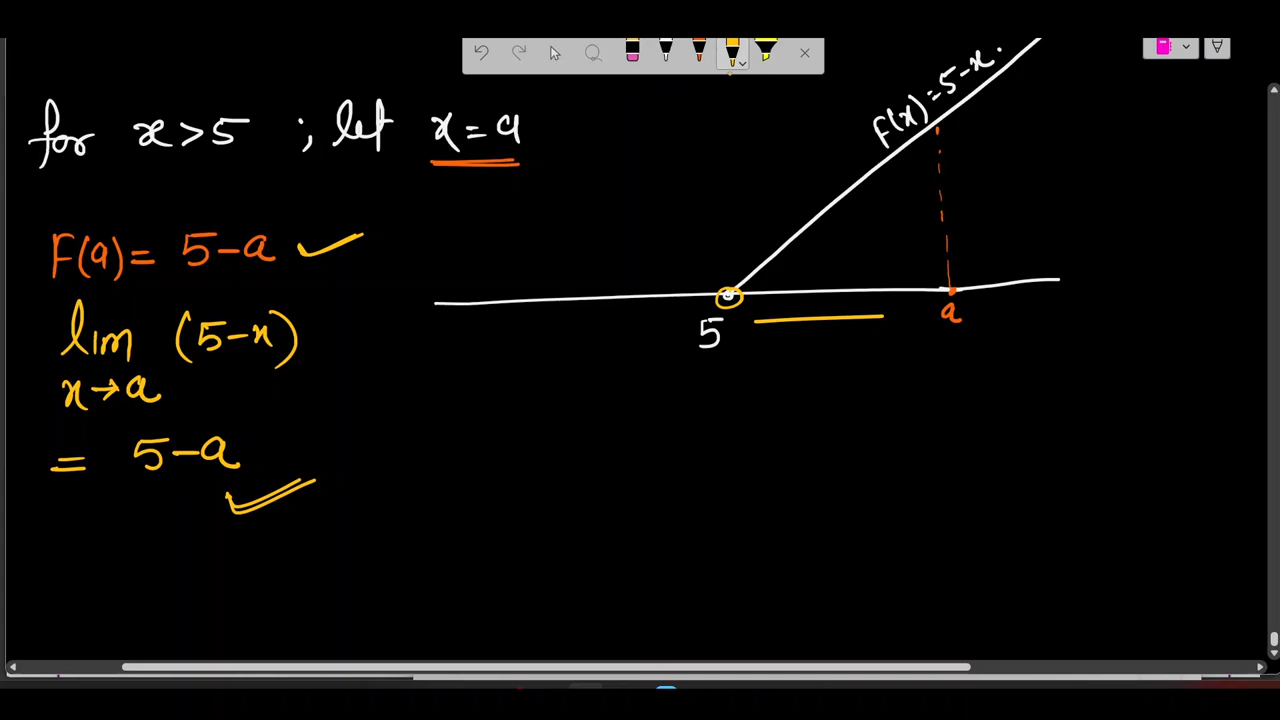 for x>5 ; let x=a
F(a)= 5-a
lim (5-x)
x→a
= 5-a
F(x)=5-x.
5
a